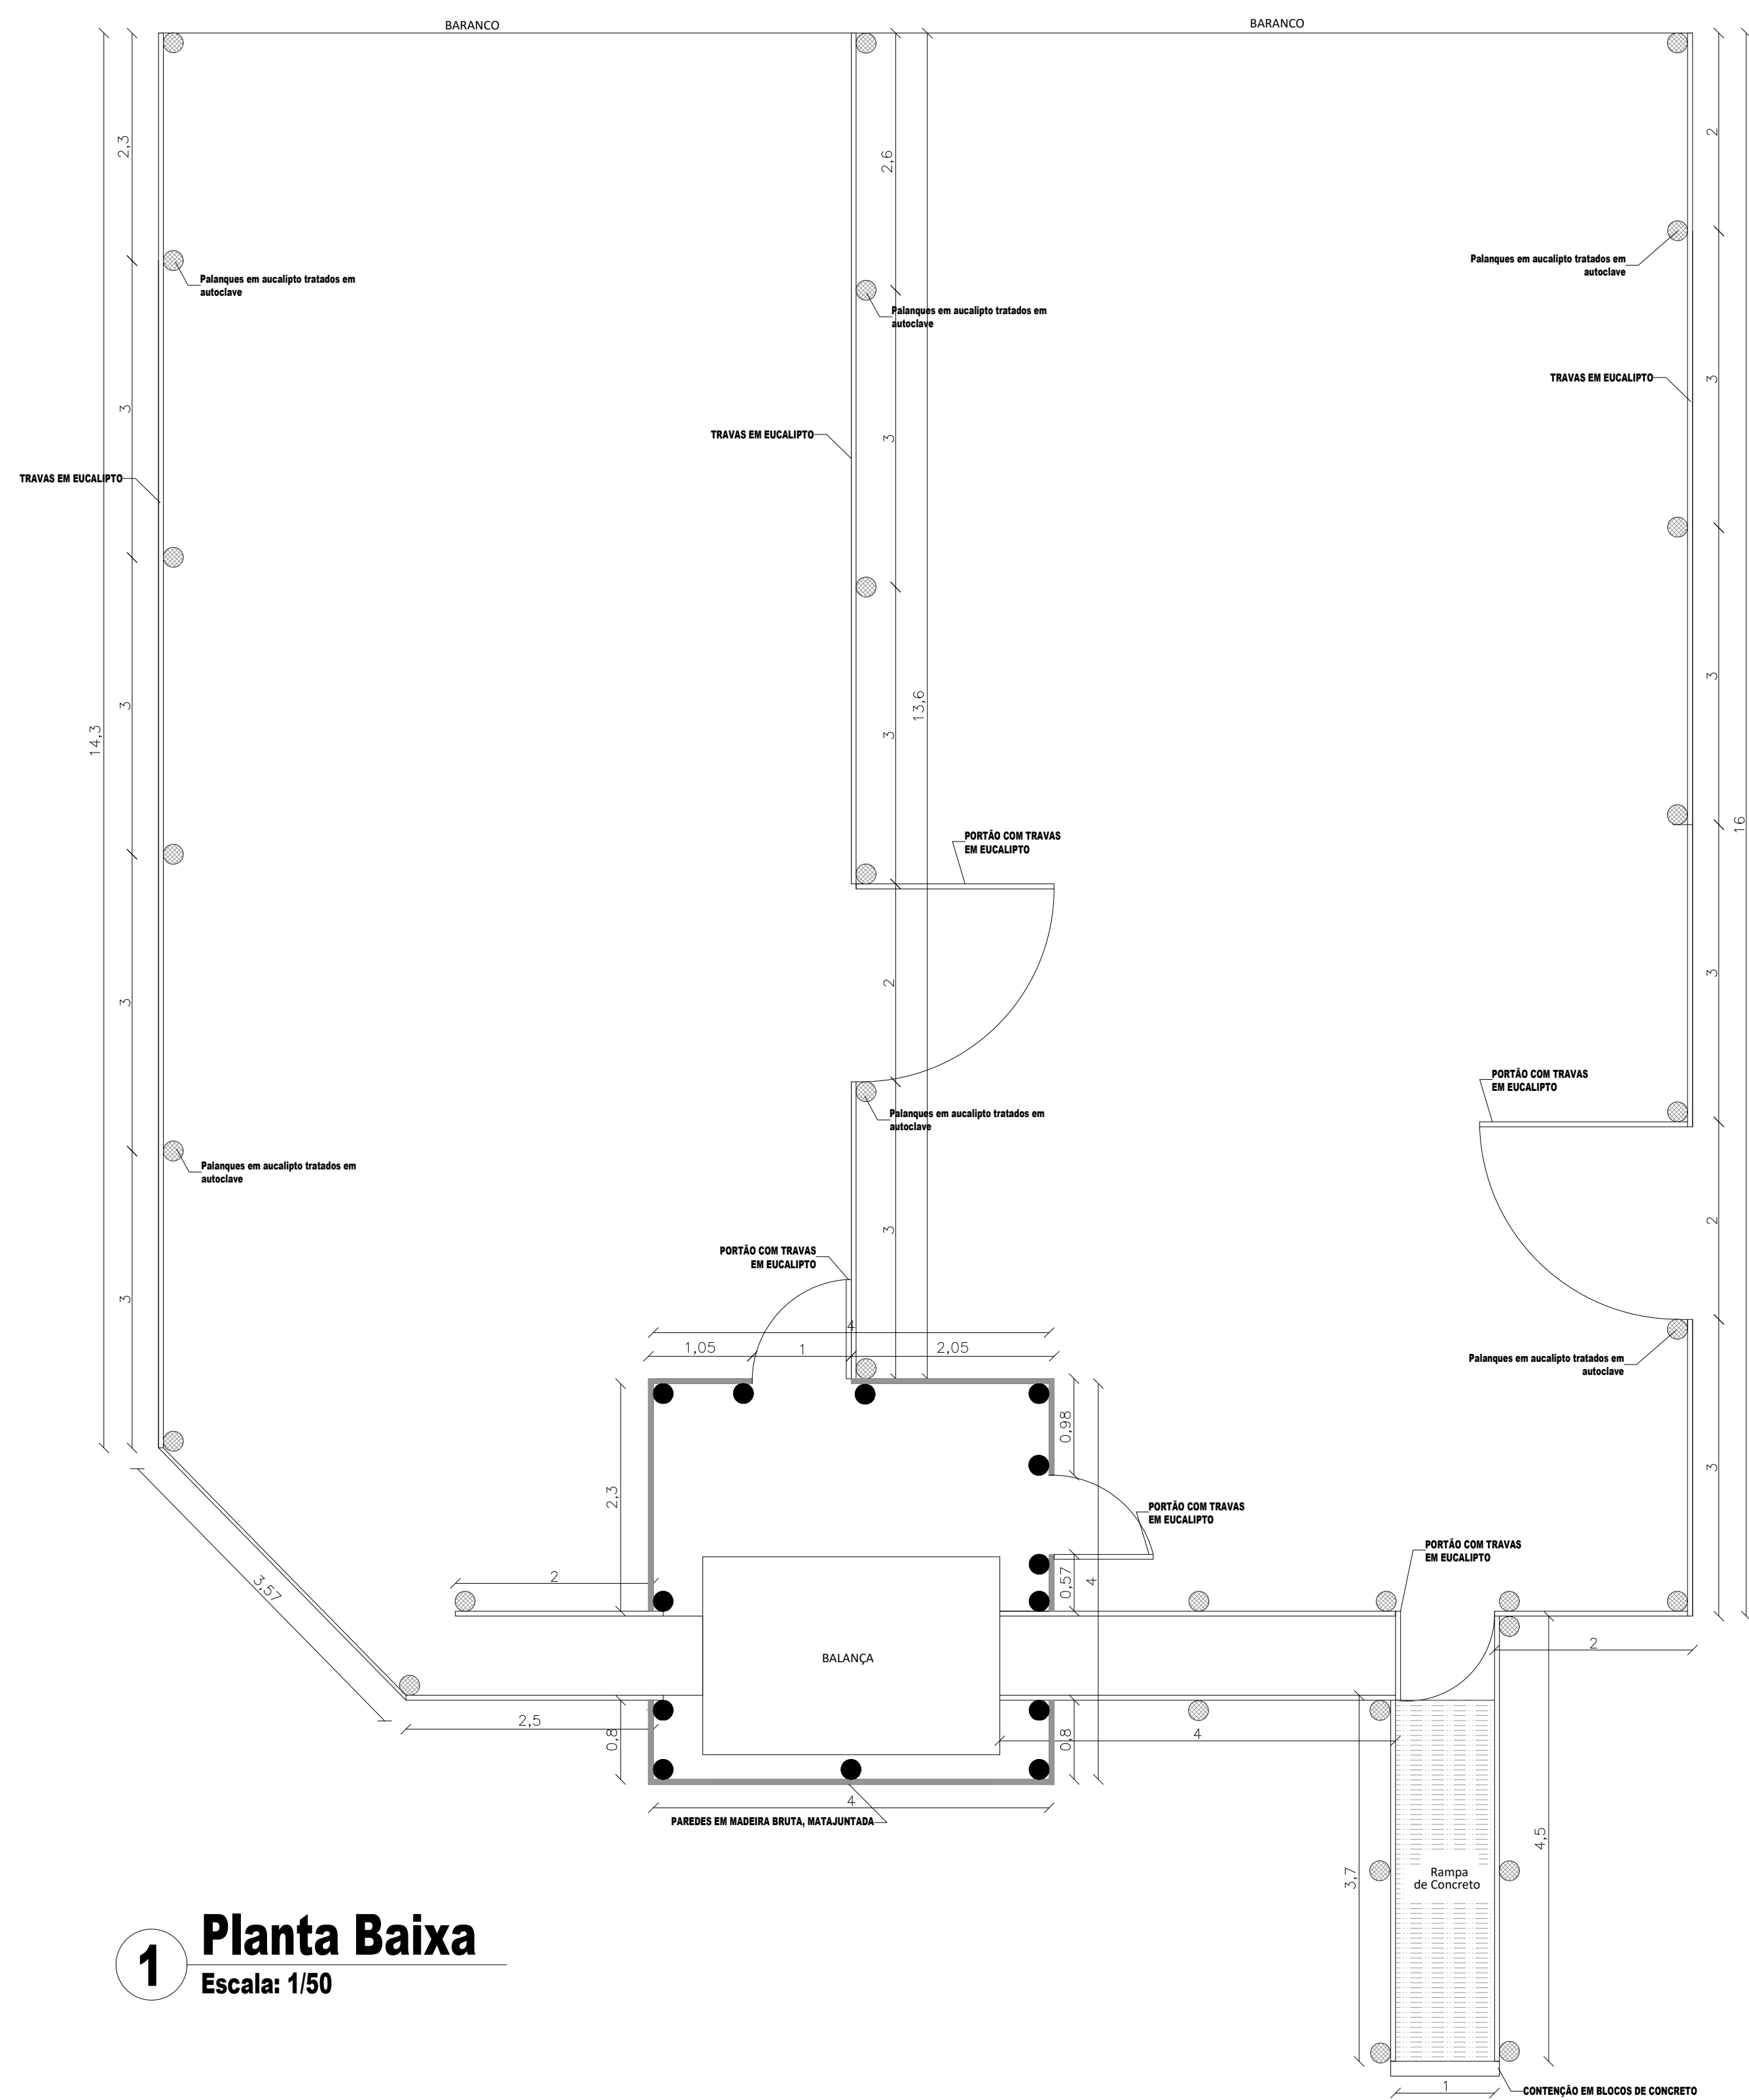 BARANCO
BARANCO
2,3
2,6
2
Palanques em aucalipto tratados em
autoclave
Palanques em aucalipto tratados em
autoclave
Palanques em aucalipto tratados em
autoclave
3
3
3
TRAVAS EM EUCALIPTO
TRAVAS EM EUCALIPTO
TRAVAS EM EUCALIPTO
14,3
3
3
13,6
3
16
PORTÃO COM TRAVAS
EM EUCALIPTO
3
2
3
PORTÃO COM TRAVAS
EM EUCALIPTO
Palanques em aucalipto tratados em
autoclave
Palanques em aucalipto tratados em
autoclave
3
3
2
PORTÃO COM TRAVAS
EM EUCALIPTO
4
1,05
1
2,05
Palanques em aucalipto tratados em
autoclave
0,98
3
2,3
PORTÃO COM TRAVAS
EM EUCALIPTO
PORTÃO COM TRAVAS
EM EUCALIPTO
3,57
2
0,57
4
BALANÇA
2
2,5
0,8
0,8
4
4
PAREDES EM MADEIRA BRUTA, MATAJUNTADA
3,7
4,5
Rampa
de Concreto
1
Planta Baixa
Escala: 1/50
1
CONTENÇÃO EM BLOCOS DE CONCRETO